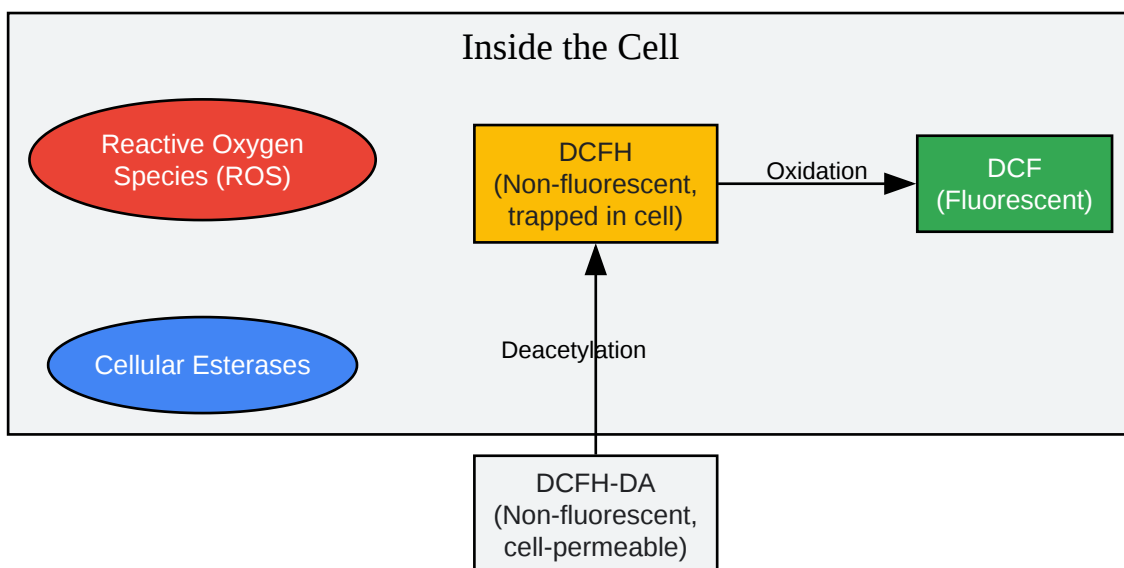 Inside the Cell
Reactive Oxygen
Species (ROS)
DCFH
(Non-fluorescent,
trapped in cell)
Oxidation
DCF
(Fluorescent)
Cellular Esterases
Deacetylation
DCFH-DA
(Non-fluorescent,
cell-permeable)